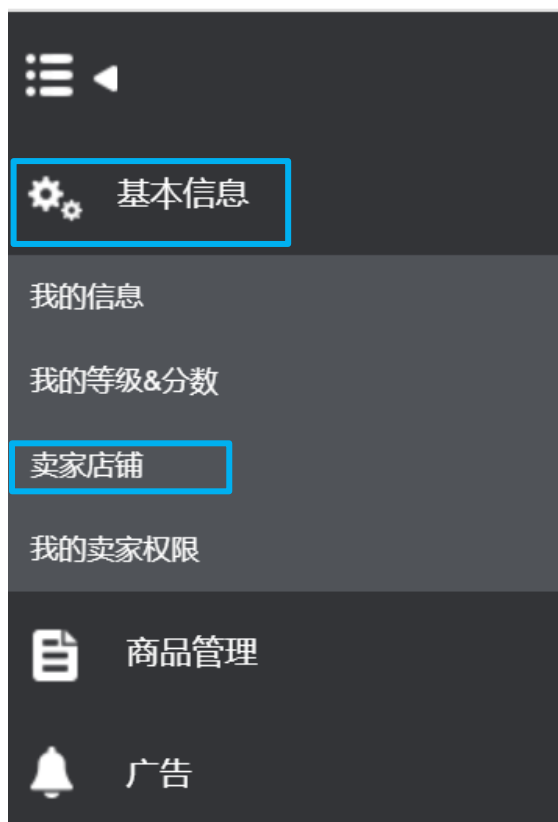 基本信息
我的信息
我的等级&分数
卖家店铺
我的卖家权限
商品管理
广告